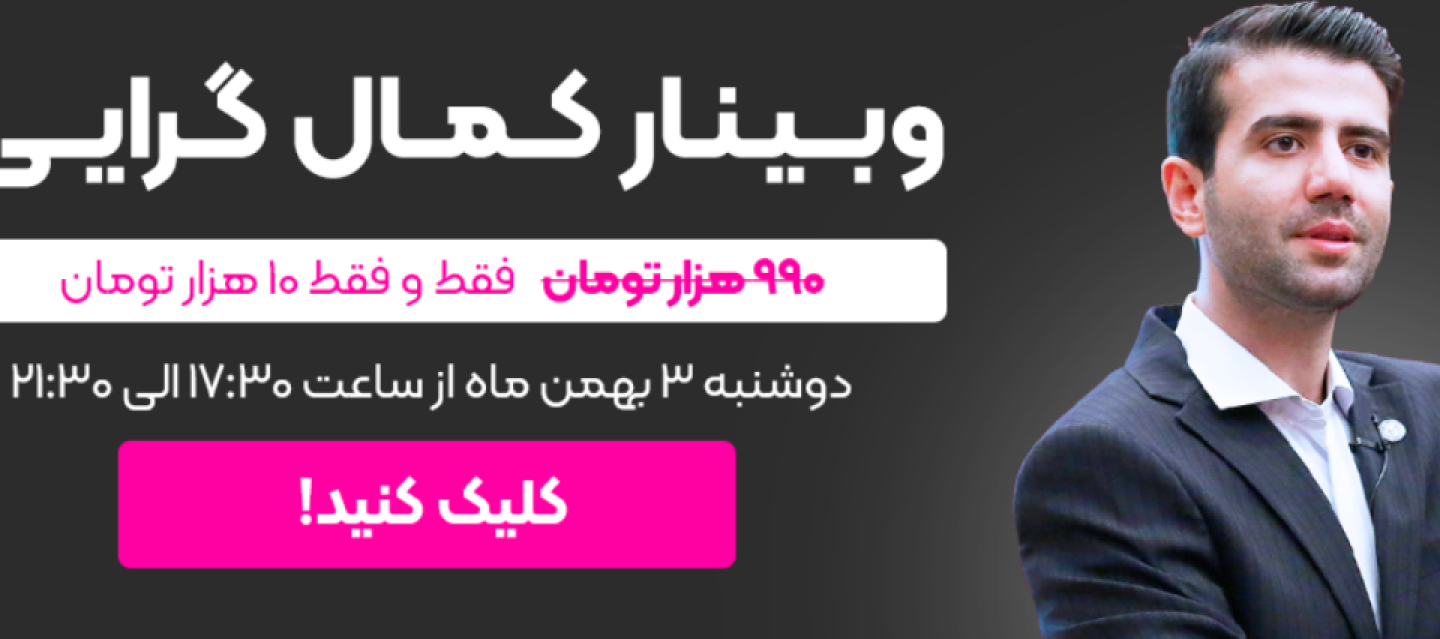 وبینار کمال گرایی
۹۹۰ هزار تومان فقط و فقط ۱۰ هزار تومان
دوشنبه ۳ بهمن ماه از ساعت ۱۷:۳۰ الی ۲۱:۳۰
کلیک کنید!